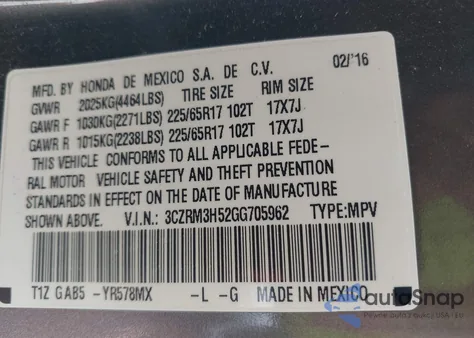 MFD. BY HONDA DE MEXICO S.A. DE C.V. 02/'16
GVWR 2025KG(4464LBS) TIRE SIZE RIM SIZE
GAWR F 1030KG(2271LBS) 225/65R17 102T 17X7J
GAWR R 1015KG(2238LBS) 225/65R17 102T 17X7J
THIS VEHICLE CONFORMS TO ALL APPLICABLE FEDE-
RAL MOTOR VEHICLE SAFETY AND THEFT PREVENTION
STANDARDS IN EFFECT ON THE DATE OF MANUFACTURE
SHOWN ABOVE. V.I.N.: 3CZRM3H52GG705962 TYPE:MPV
T1Z GAB5 -YR578MX -L -G MADE IN MEXICO
autoSnap